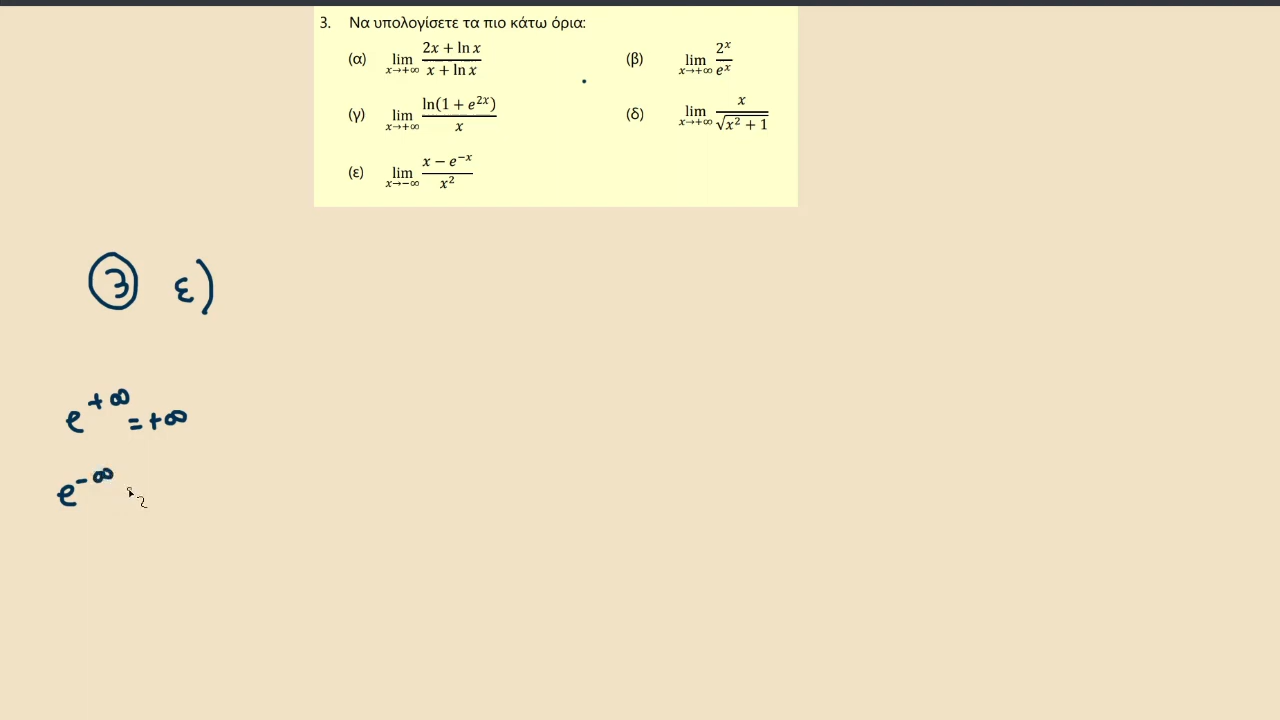 3. Να υπολογίσετε τα πιο κάτω όρια:
(α) lim x→+∞ (2x + ln x)/(x + ln x) (β) lim x→+∞ 2^x/e^x
(γ) lim x→+∞ ln(1 + e^{2x})/x (δ) lim x→+∞ x/√(x² + 1)
(ε) lim x→−∞ (x − e^{−x})/x²
3 ε)
e^{+∞} = +∞
e^{-∞}